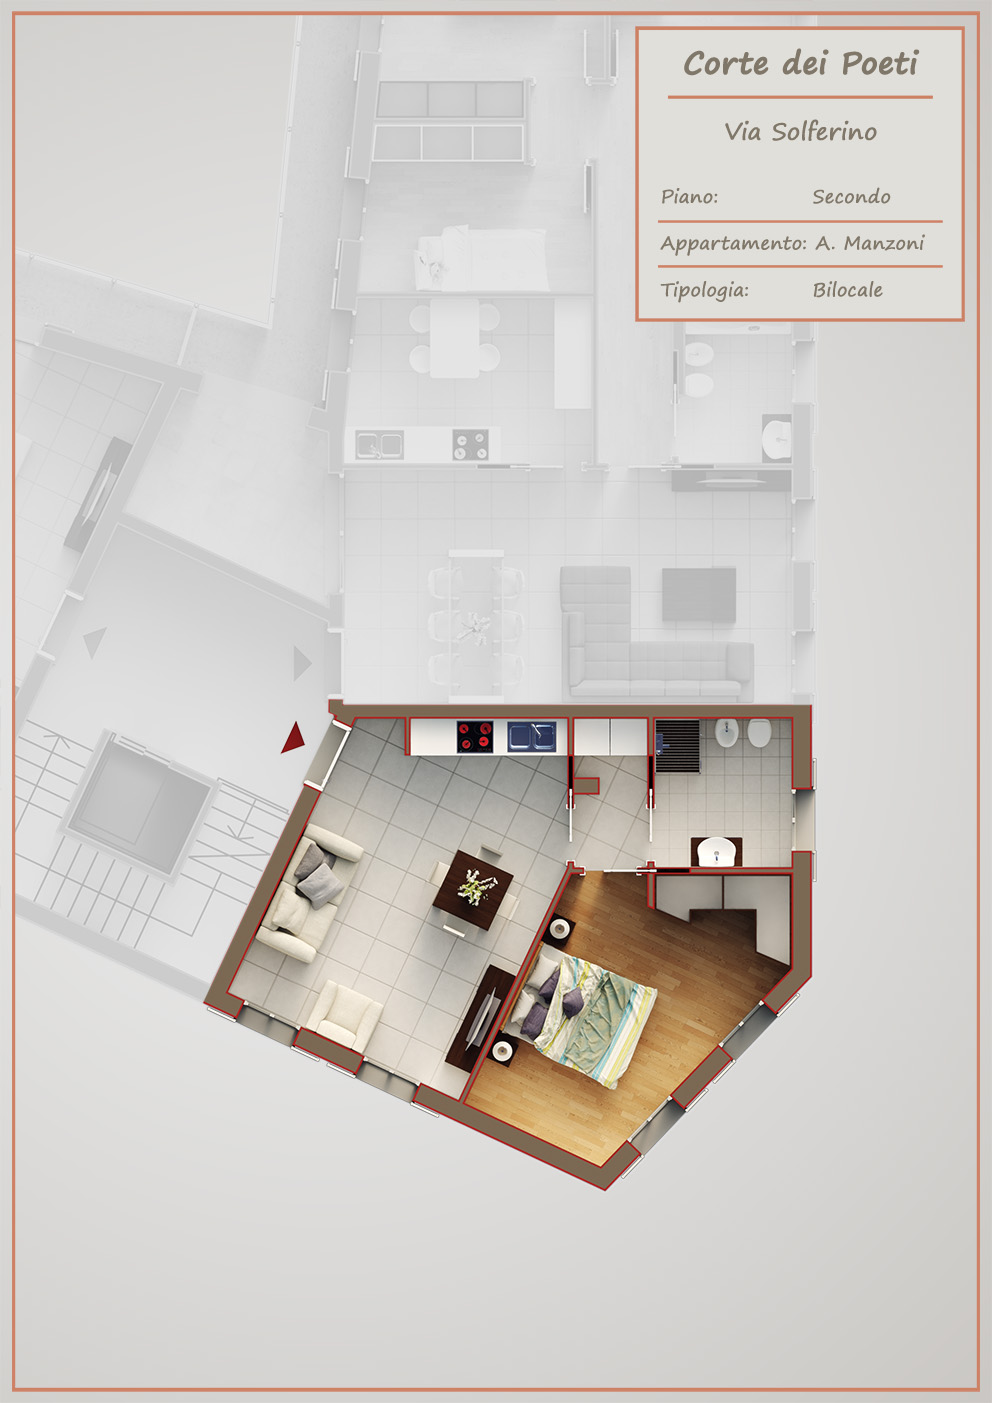 Corte dei Poeti
Via Solferino
Piano: Secondo
Appartamento: A. Manzoni
Tipologia: Bilocale